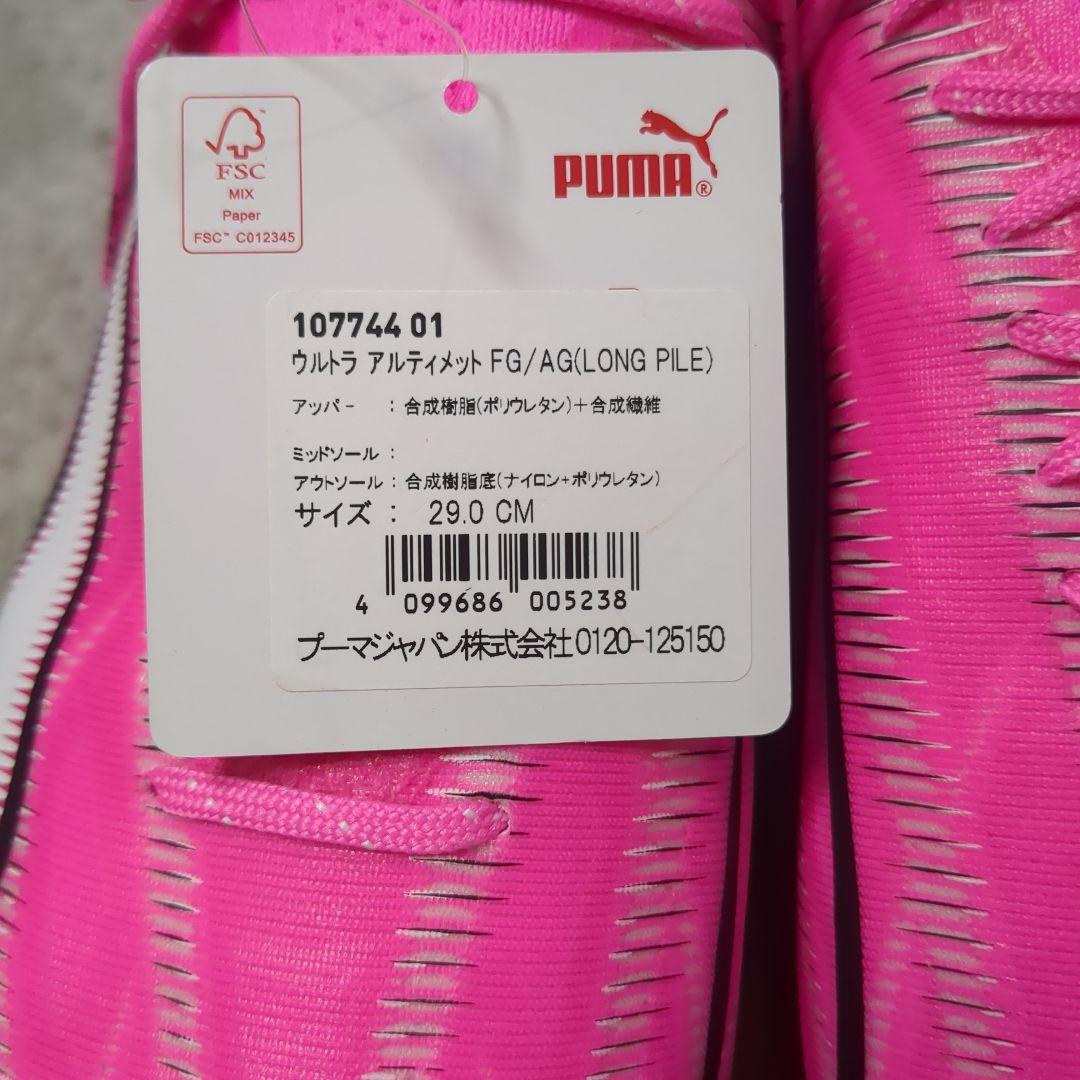 FSC
MIX
Paper
FSC™ C012345
PUMA®
107744 01
ウルトラ アルティメット FG/AG(LONG PILE)
アッパー : 合成樹脂(ポリウレタン)+合成繊維
ミッドソール :
アウトソール : 合成樹脂底(ナイロン+ポリウレタン)
サイズ : 29.0 CM
4 099686 005238
プーマジャパン株式会社0120-125150